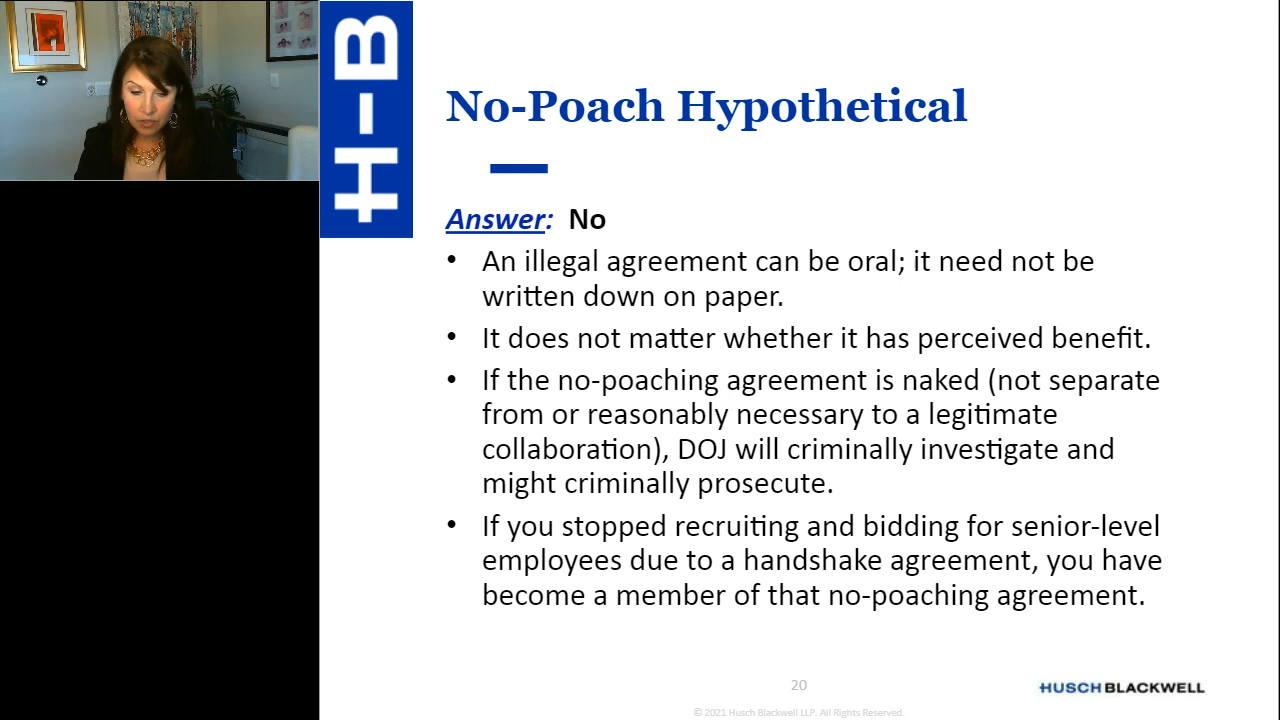 H-B
No-Poach Hypothetical
Answer: No
• An illegal agreement can be oral; it need not be
written down on paper.
• It does not matter whether it has perceived benefit.
• If the no-poaching agreement is naked (not separate
from or reasonably necessary to a legitimate
collaboration), DOJ will criminally investigate and
might criminally prosecute.
• If you stopped recruiting and bidding for senior-level
employees due to a handshake agreement, you have
become a member of that no-poaching agreement.
20
HUSCH BLACKWELL
© 2021 Husch Blackwell LLP. All Rights Reserved.